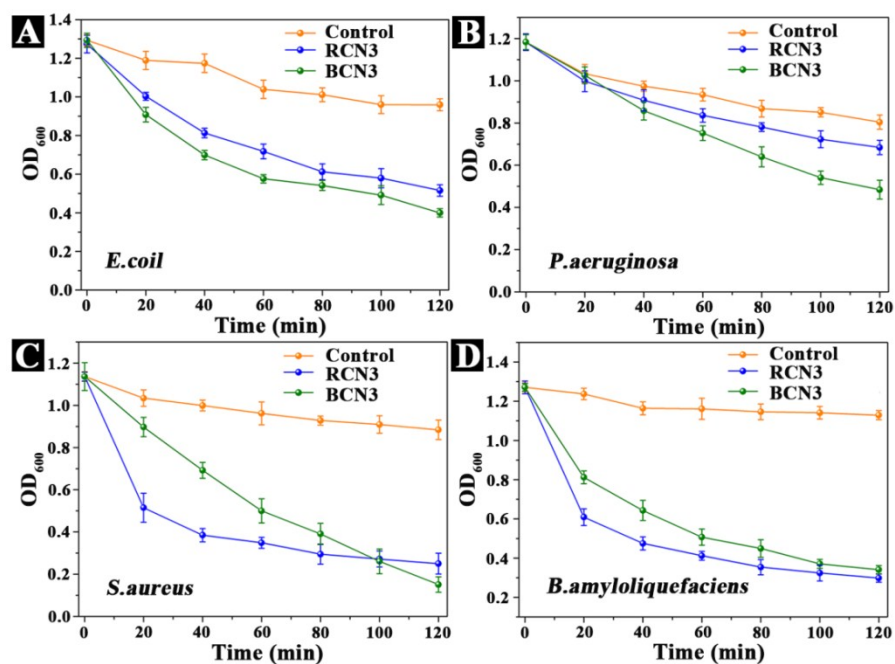 A
Control
RCN3
BCN3
OD600
1.4
1.2
1.0
0.8
0.6
0.4
0.2
0.0
E.coil
0 20 40 60 80 100 120
Time (min)
B
Control
RCN3
BCN3
OD600
1.2
1.0
0.8
0.6
0.4
0.2
0.0
P.aeruginosa
0 20 40 60 80 100 120
Time (min)
C
Control
RCN3
BCN3
OD600
1.2
1.0
0.8
0.6
0.4
0.2
0.0
S.aureus
0 20 40 60 80 100 120
Time (min)
D
Control
RCN3
BCN3
OD600
1.4
1.2
1.0
0.8
0.6
0.4
0.2
B.amyloliquefaciens
0 20 40 60 80 100 120
Time (min)